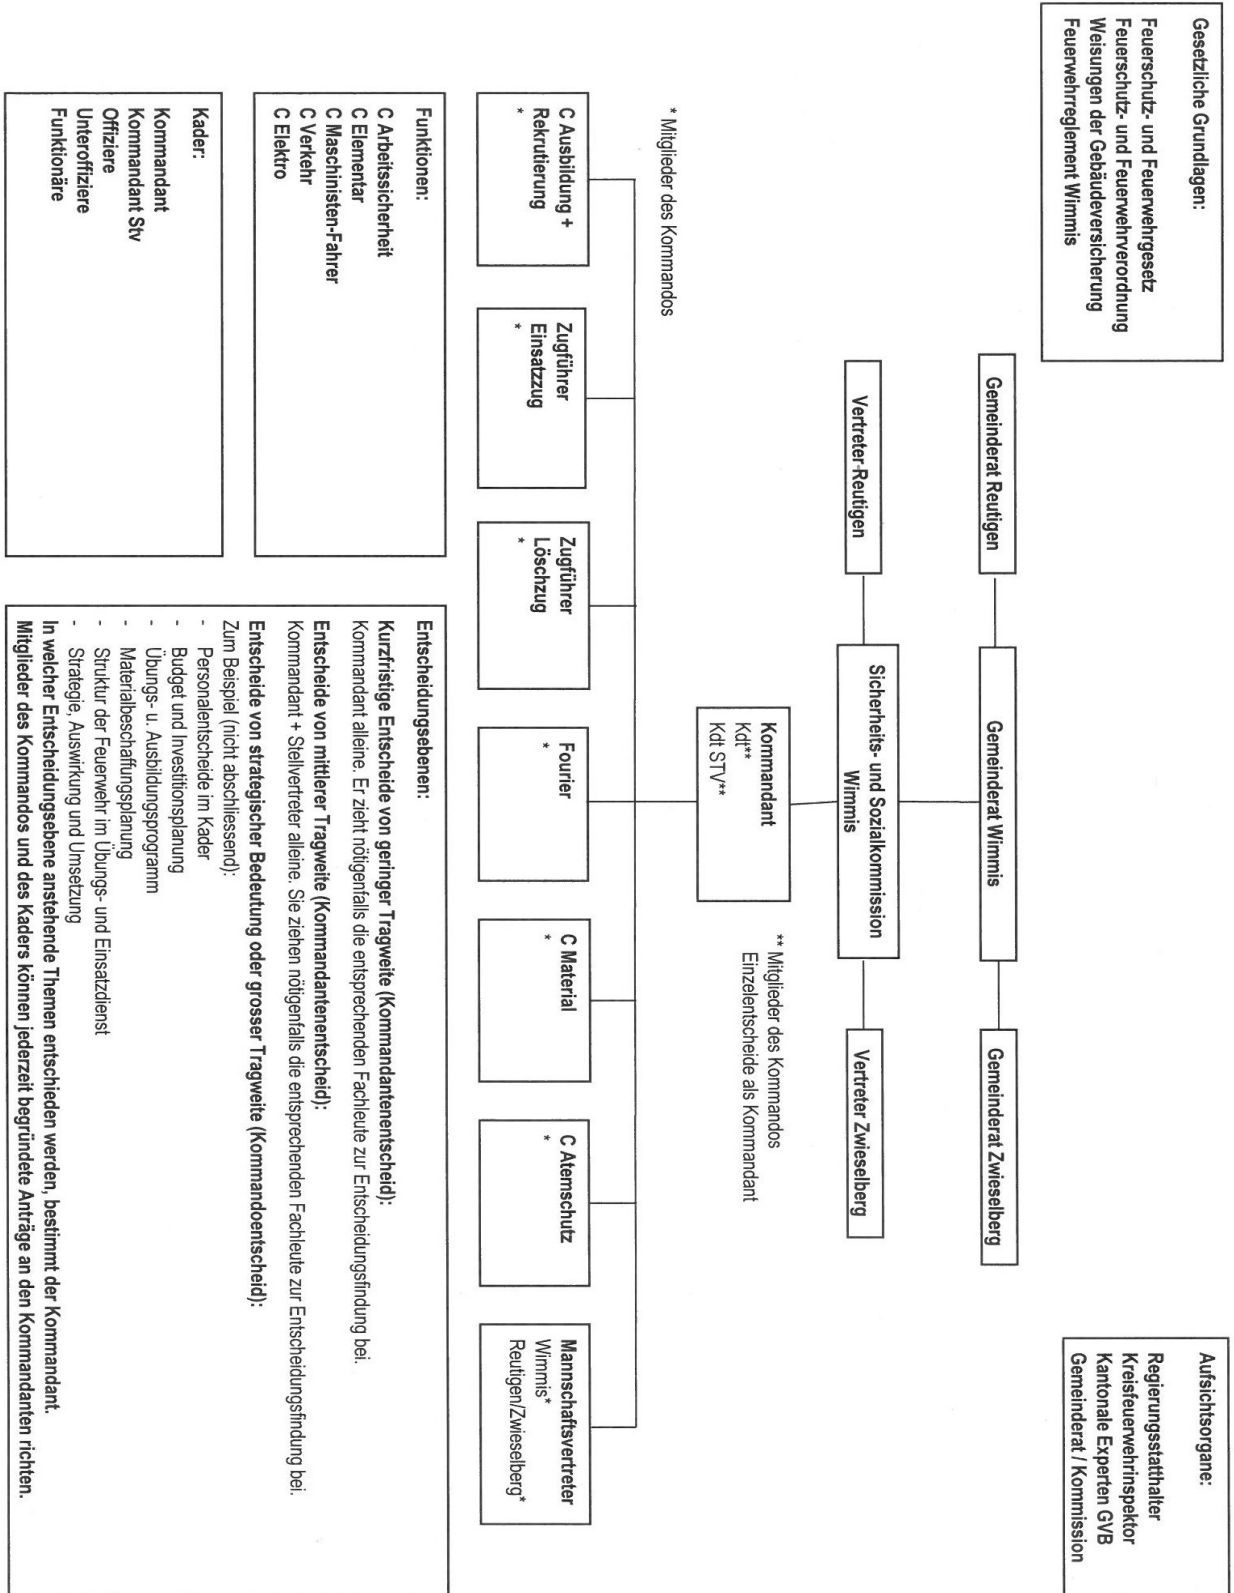 Gesetzliche Grundlagen:
Feuerschutz- und Feuerwehrgesetz
Feuerschutz- und Feuerwehrverordnung
Weisungen der Gebäudeversicherung
Feuerwehrreglement Wimmis
Aufsichtsorgane:
Regierungsstatthalter
Kreisfeuerwehrinspektor
Kantonale Experten GVB
Gemeinderat / Kommission
Gemeinderat Reutigen
Gemeinderat Wimmis
Gemeinderat Zwieselberg
Vertreter-Reutigen
Sicherheits- und Sozialkommission
Wimmis
Vertreter Zwieselberg
Kommandant
Kdt**
Kdt STV**
** Mitglieder des Kommandos
Einzelentscheide als Kommandant
* Mitglieder des Kommandos
C Ausbildung +
Rekrutierung
*
Zugführer
Einsatzzug
*
Zugführer
Löschzug
*
Fourier
*
C Material
*
C Atemschutz
*
Mannschaftsvertreter
Wimmis*
Reutigen/Zwieselberg*
Funktionen:
C Arbeitssicherheit
C Elementar
C Maschinisten-Fahrer
C Verkehr
C Elektro
Kader:
Kommandant
Kommandant Stv
Offiziere
Unteroffiziere
Funktionäre
Entscheidungsebenen:
Kurzfristige Entscheide von geringer Tragweite (Kommandantenentscheid):
Kommandant alleine. Er zieht nötigenfalls die entsprechenden Fachleute zur Entscheidungsfindung bei.
Entscheide von mittlerer Tragweite (Kommandantenentscheid):
Kommandant + Stellvertreter alleine. Sie ziehen nötigenfalls die entsprechenden Fachleute zur Entscheidungsfindung bei.
Entscheide von strategischer Bedeutung oder grosser Tragweite (Kommandoentscheid):
Zum Beispiel (nicht abschliessend):
- Personalentscheide im Kader
- Budget und Investitionsplanung
- Übungs- u. Ausbildungsprogramm
- Materialbeschaffungsplanung
- Struktur der Feuerwehr im Übungs- und Einsatzdienst
- Strategie, Auswirkung und Umsetzung
In welcher Entscheidungsebene anstehende Themen entschieden werden, bestimmt der Kommandant.
Mitglieder des Kommandos und des Kaders können jederzeit begründete Anträge an den Kommandanten richten.